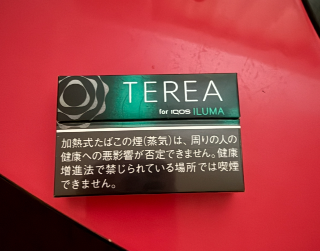 TEREA
for IQOS ILUMA
加熱式たばこの煙(蒸気)は、周りの人の
健康への悪影響が否定できません。健康
増進法で禁じられている場所では喫煙
できません。